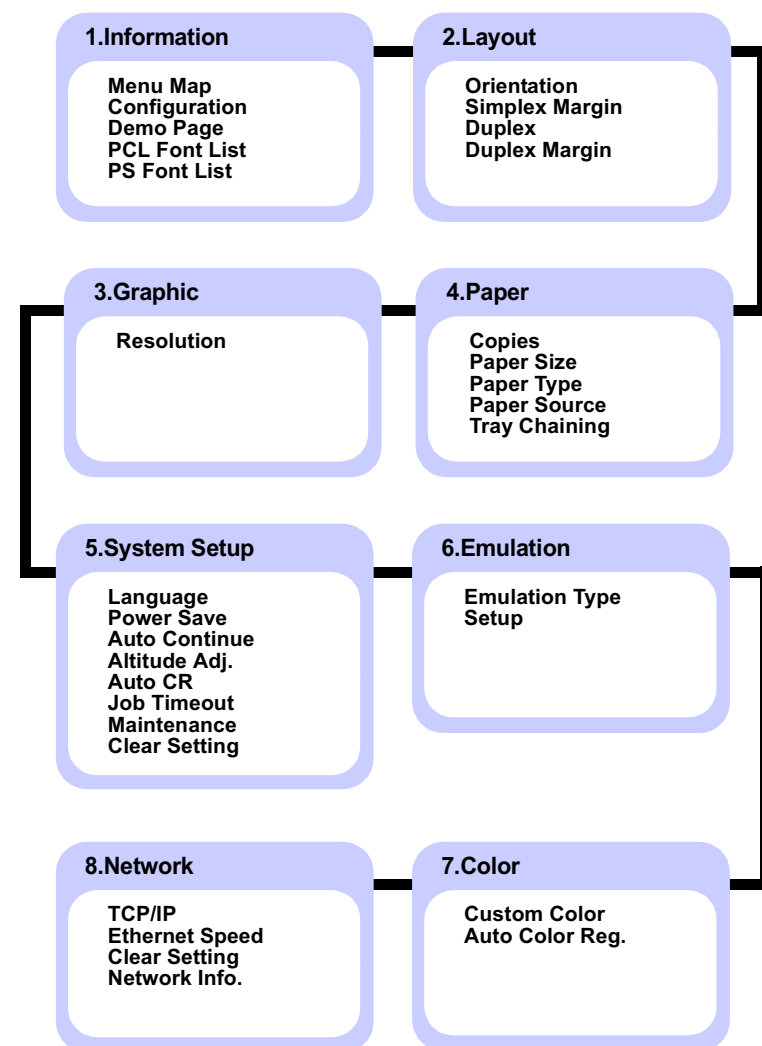 1.Information
Menu Map
Configuration
Demo Page
PCL Font List
PS Font List
2.Layout
Orientation
Simplex Margin
Duplex
Duplex Margin
3.Graphic
Resolution
4.Paper
Copies
Paper Size
Paper Type
Paper Source
Tray Chaining
5.System Setup
Language
Power Save
Auto Continue
Altitude Adj.
Auto CR
Job Timeout
Maintenance
Clear Setting
6.Emulation
Emulation Type
Setup
8.Network
TCP/IP
Ethernet Speed
Clear Setting
Network Info.
7.Color
Custom Color
Auto Color Reg.